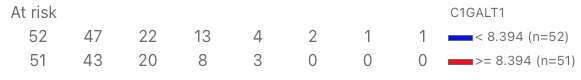 At risk C1GALT1
52 47 22 13 4 2 1 1 < 8.394 (n=52)
51 43 20 8 3 0 0 0 >= 8.394 (n=51)